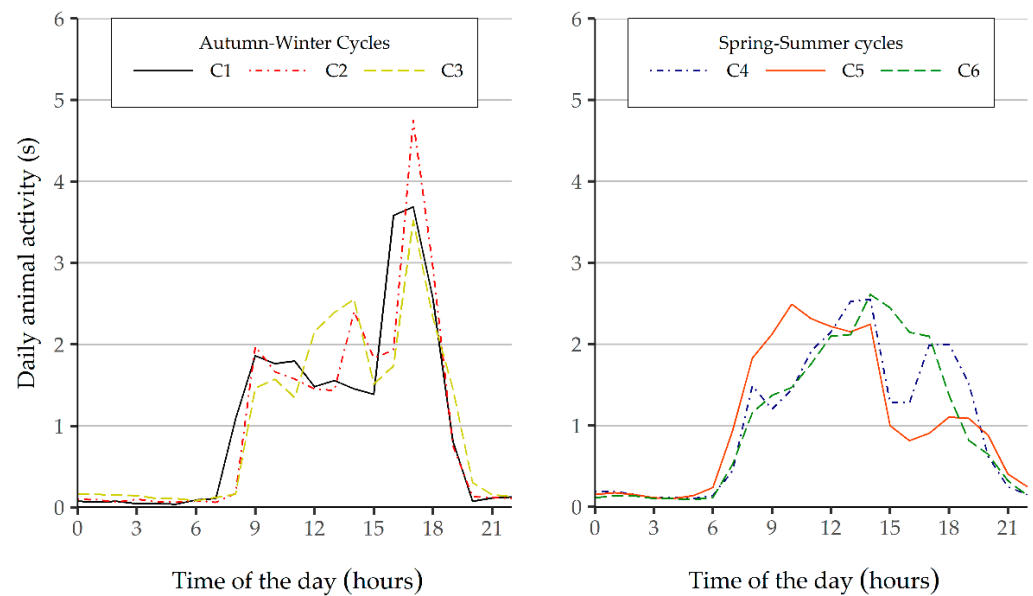 Autumn-Winter Cycles
C1 C2 C3
Spring-Summer cycles
C4 C5 C6
Daily animal activity (s)
6
5
4
3
2
1
0
0 3 6 9 12 15 18 21
Time of the day (hours)
6
5
4
3
2
1
0
0 3 6 9 12 15 18 21
Time of the day (hours)